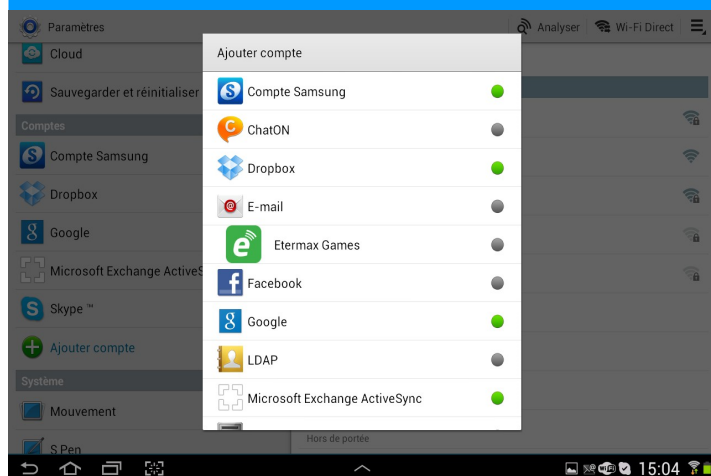 Paramètres
Analyser
Wi-Fi Direct
Cloud
Sauvegarder et réinitialiser
Comptes
Compte Samsung
Dropbox
Google
Microsoft Exchange ActiveS
Skype ™
Ajouter compte
Système
Mouvement
S Pen
Ajouter compte
Compte Samsung
ChatON
Dropbox
E-mail
Etermax Games
Facebook
Google
LDAP
Microsoft Exchange ActiveSync
Hors de portée
15:04